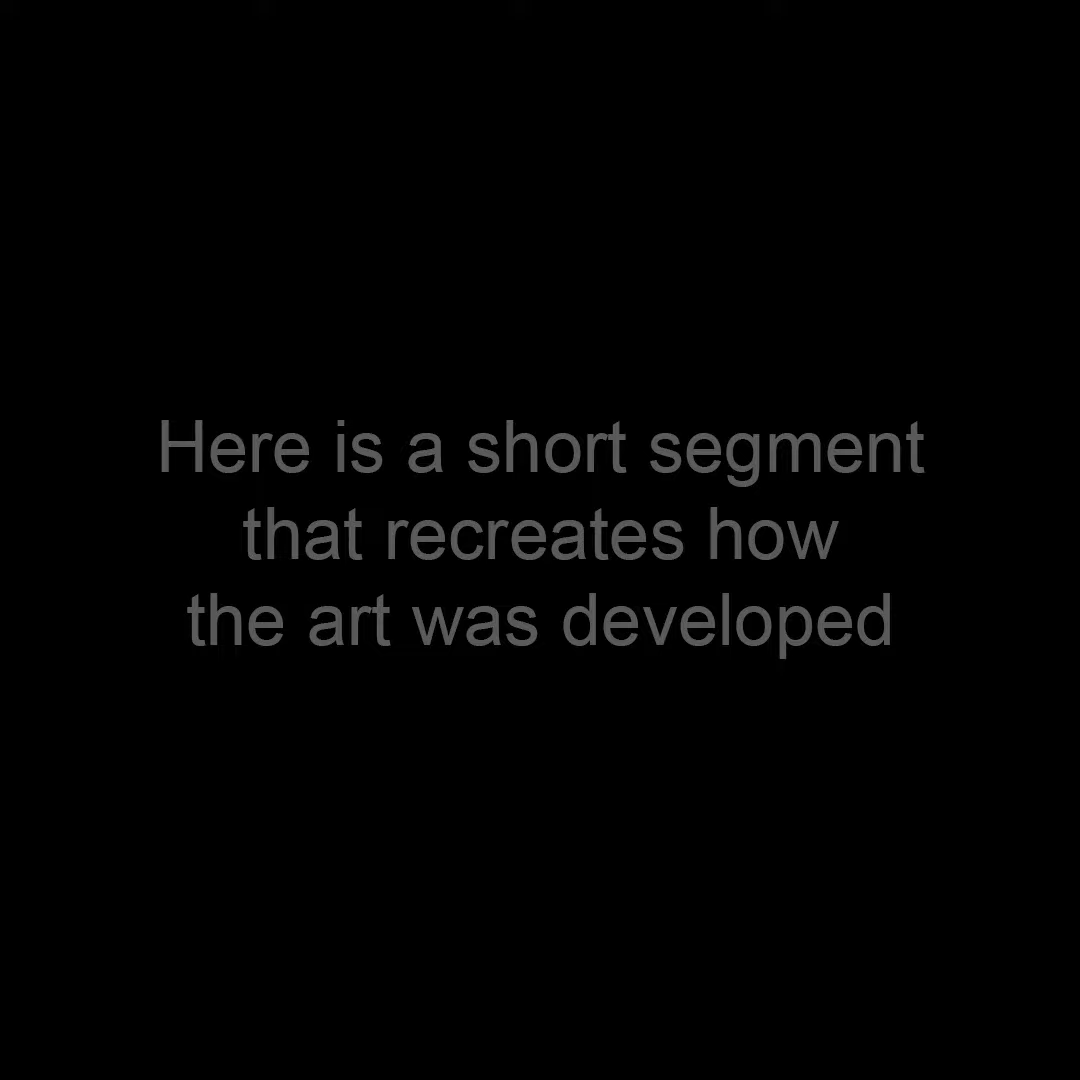 Here is a short segment
that recreates how
the art was developed